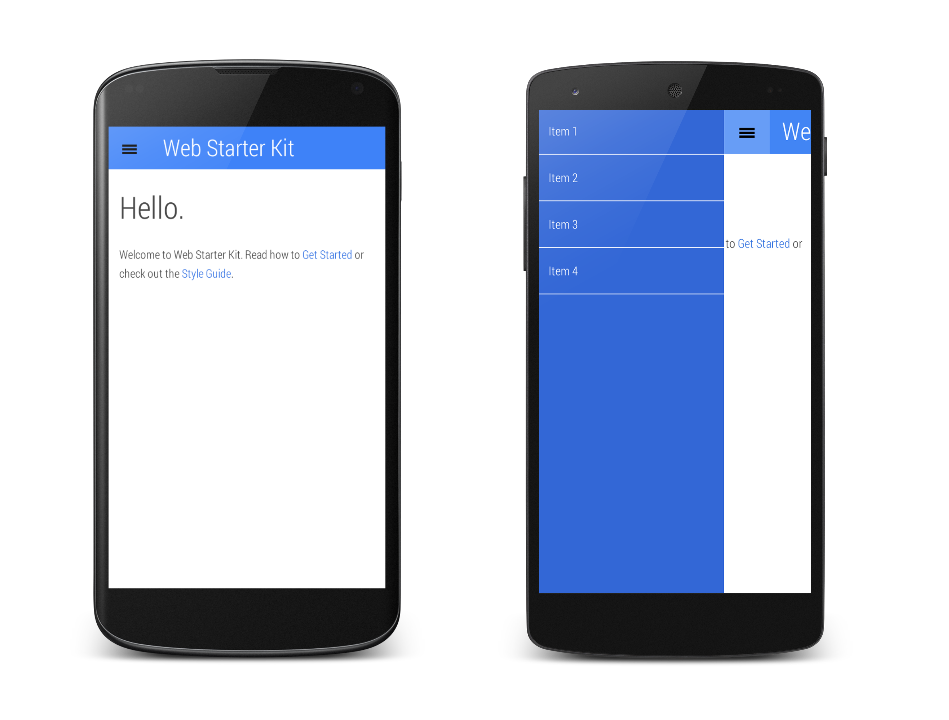 Web Starter Kit
Hello.
Welcome to Web Starter Kit. Read how to Get Started or
check out the Style Guide.
Item 1
Item 2
Item 3
Item 4
We
to Get Started or